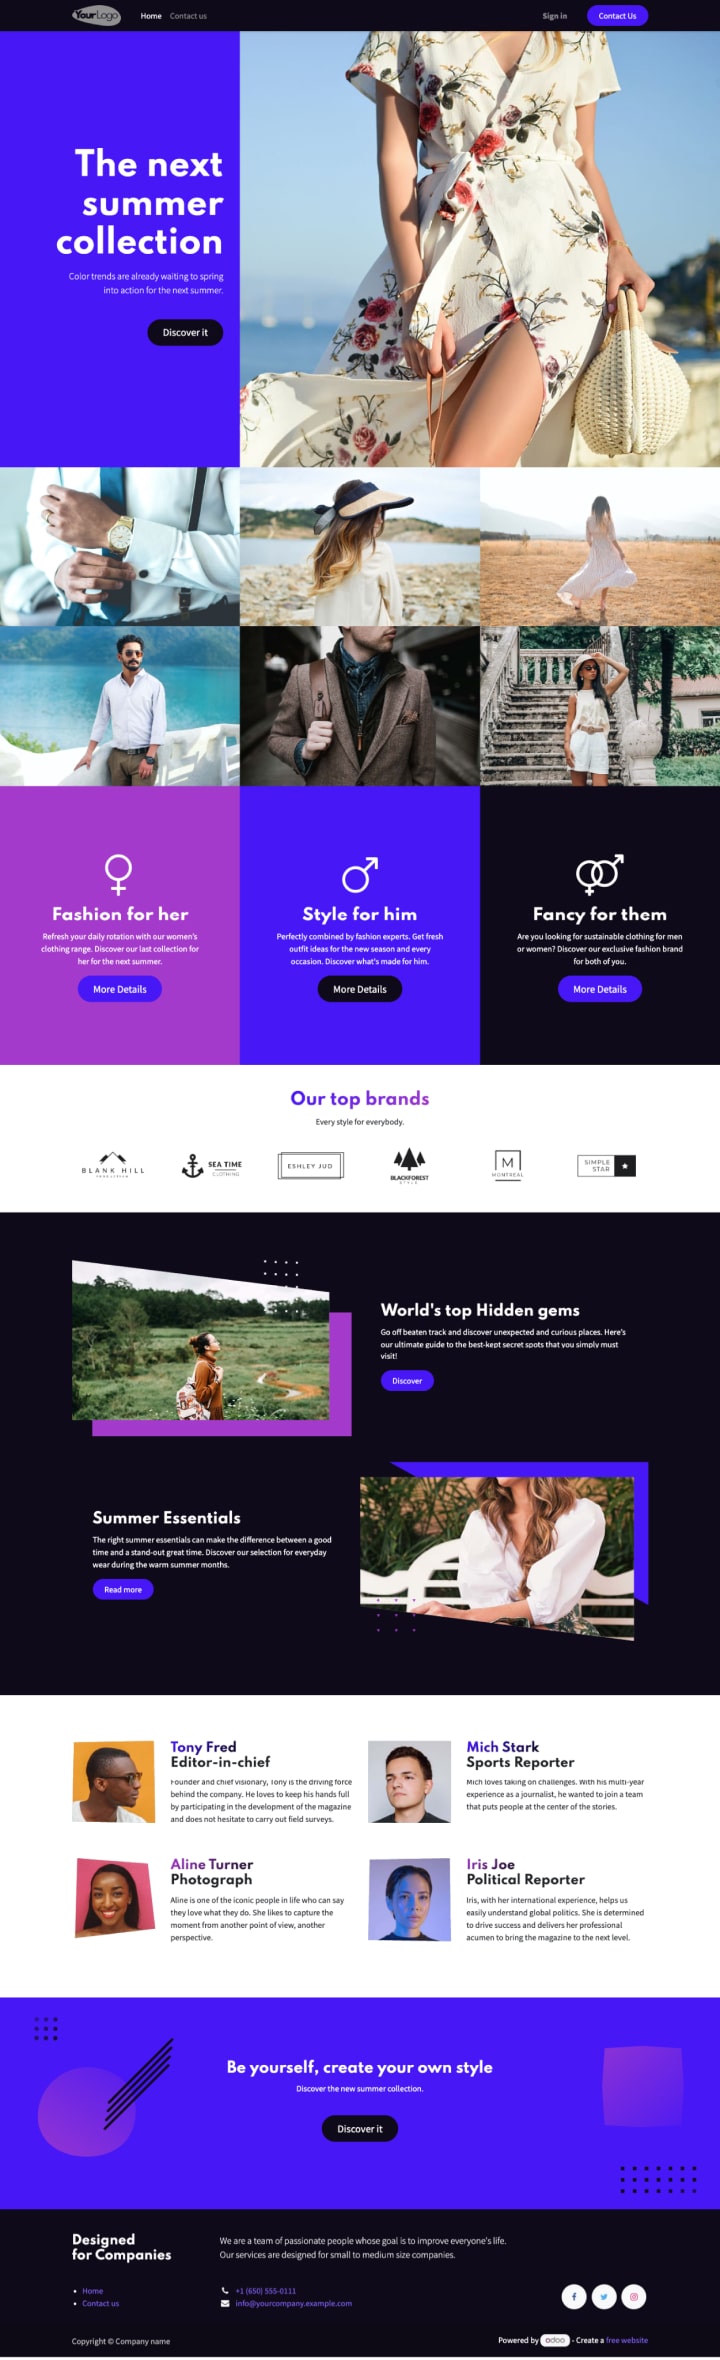 YourLogo
Home
Contact us
Sign in
Contact Us
The next
summer
collection
Color trends are already waiting to spring
into action for the next summer.
Discover it
Fashion for her
Refresh your daily rotation with our women's
clothing range. Discover our last collection for
her for the next summer.
More Details
Style for him
Perfectly combined by fashion experts. Get fresh
outfit ideas for the new season and every
occasion. Discover what's made for him.
More Details
Fancy for them
Are you looking for sustainable clothing for men
or women? Discover our exclusive fashion brand
for both of you.
More Details
Our top brands
Every style for everybody.
BLANK HILL
SEA TIME
CLOTHING
ESHLEY JUD
BLACKFOREST
STYLE
M
MONTREAL
SIMPLE
STAR
World's top Hidden gems
Go off beaten track and discover unexpected and curious places. Here's
our ultimate guide to the best-kept secret spots that you simply must
visit!
Discover
Summer Essentials
The right summer essentials can make the difference between a good
time and a stand-out great time. Discover our selection for everyday
wear during the warm summer months.
Read more
Tony Fred
Editor-in-chief
Founder and chief visionary, Tony is the driving force
behind the company. He loves to keep his hands full
by participating in the development of the magazine
and does not hesitate to carry out field surveys.
Mich Stark
Sports Reporter
Mich loves taking on challenges. With his multi-year
experience as a journalist, he wanted to join a team
that puts people at the center of the stories.
Aline Turner
Photograph
Aline is one of the iconic people in life who can say
they love what they do. She likes to capture the
moment from another point of view, another
perspective.
Iris Joe
Political Reporter
Iris, with her international experience, helps us
easily understand global politics. She is determined
to drive success and delivers her professional
acumen to bring the magazine to the next level.
Be yourself, create your own style
Discover the new summer collection.
Discover it
Designed
for Companies
We are a team of passionate people whose goal is to improve everyone's life.
Our services are designed for small to medium size companies.
Home
Contact us
+1 (650) 555-0111
info@yourcompany.example.com
Copyright © Company name
Powered by odoo - Create a free website